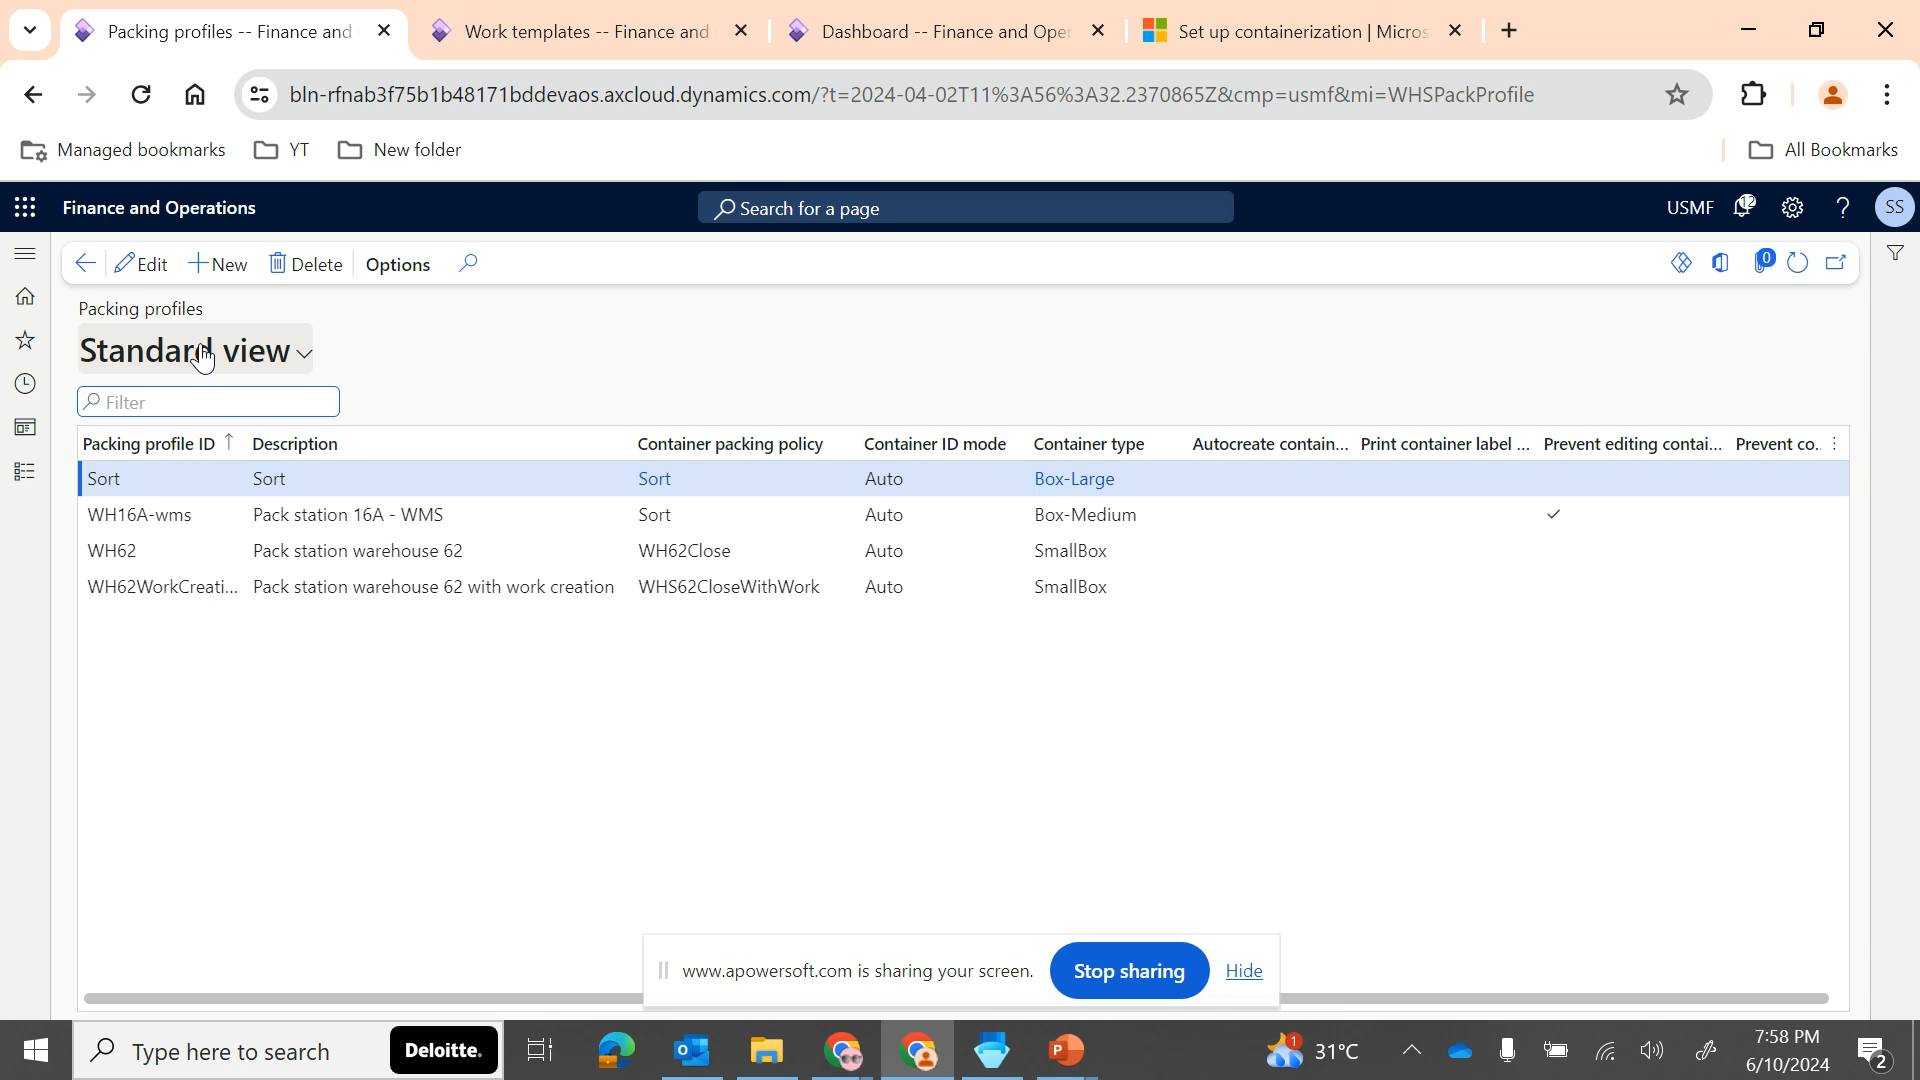 Packing profiles -- Finance and
Work templates -- Finance and
Dashboard -- Finance and Oper
Set up containerization | Micros
bln-rfnab3f75b1b48171bddevaos.axcloud.dynamics.com/?t=2024-04-02T11%3A56%3A32.2370865Z&cmp=usmf&mi=WHSPackProfile
Managed bookmarks
YT
New folder
All Bookmarks
Finance and Operations
Search for a page
USMF
12
?
SS
Edit
New
Delete
Options
0
Packing profiles
Standard view
Filter
Packing profile ID Description Container packing policy Container ID mode Container type Autocreate contain... Print container label ... Prevent editing contai... Prevent co...
Sort Sort Sort Auto Box-Large
WH16A-wms Pack station 16A - WMS Sort Auto Box-Medium
WH62 Pack station warehouse 62 WH62Close Auto SmallBox
WH62WorkCreati... Pack station warehouse 62 with work creation WHS62CloseWithWork Auto SmallBox
www.apowersoft.com is sharing your screen.
Stop sharing
Hide
Type here to search
Deloitte.
1
31°C
7:58 PM
6/10/2024
2